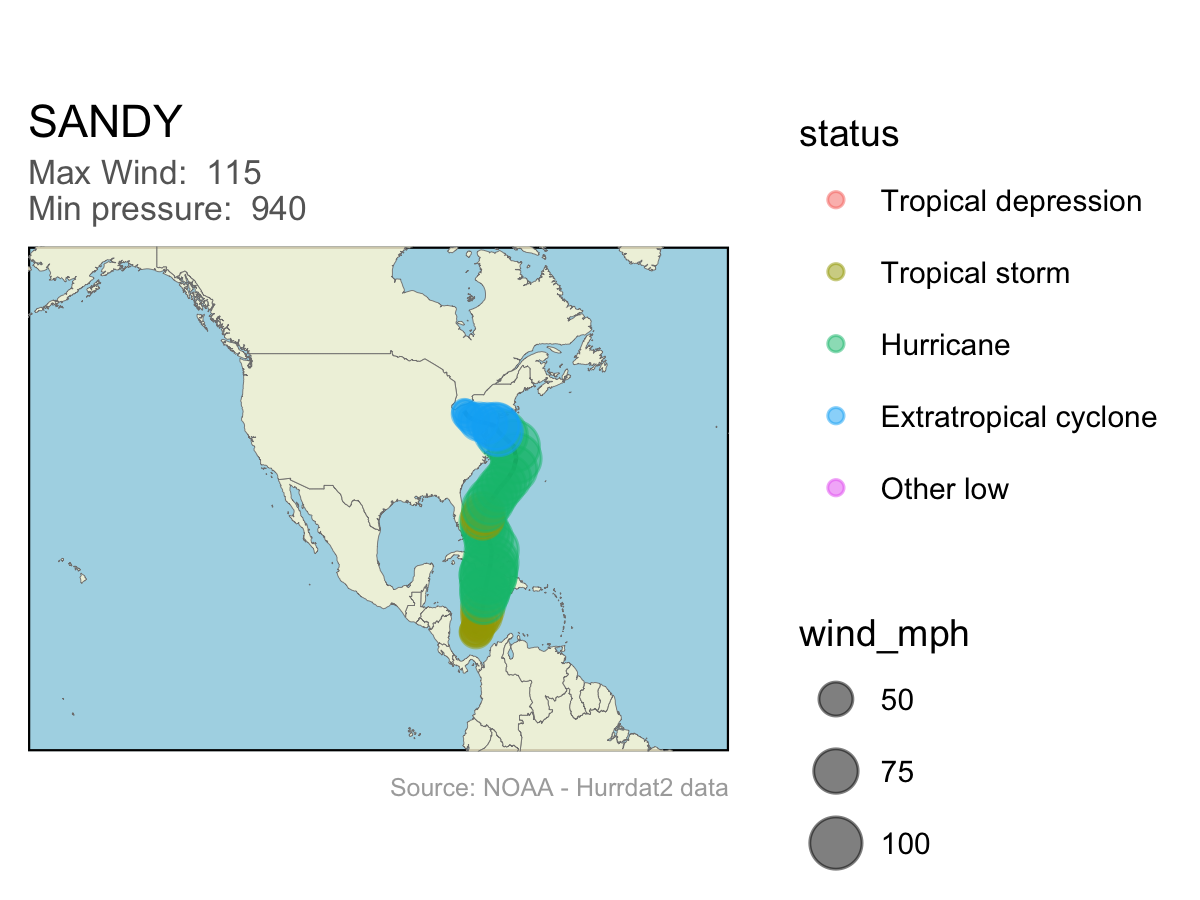 SANDY
Max Wind:  115
Min pressure:  940
Source: NOAA - Hurrdat2 data
status
Tropical depression
Tropical storm
Hurricane
Extratropical cyclone
Other low
wind_mph
50
75
100